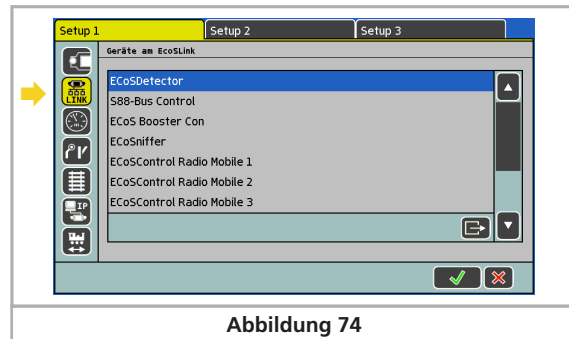 Setup 1 Setup 2 Setup 3
Geräte am EcoSLink
LINK
ECoSDetector
S88-Bus Control
ECoS Booster Con
ECoSniffer
ECoSControl Radio Mobile 1
ECoSControl Radio Mobile 2
ECoSControl Radio Mobile 3
IP
Abbildung 74